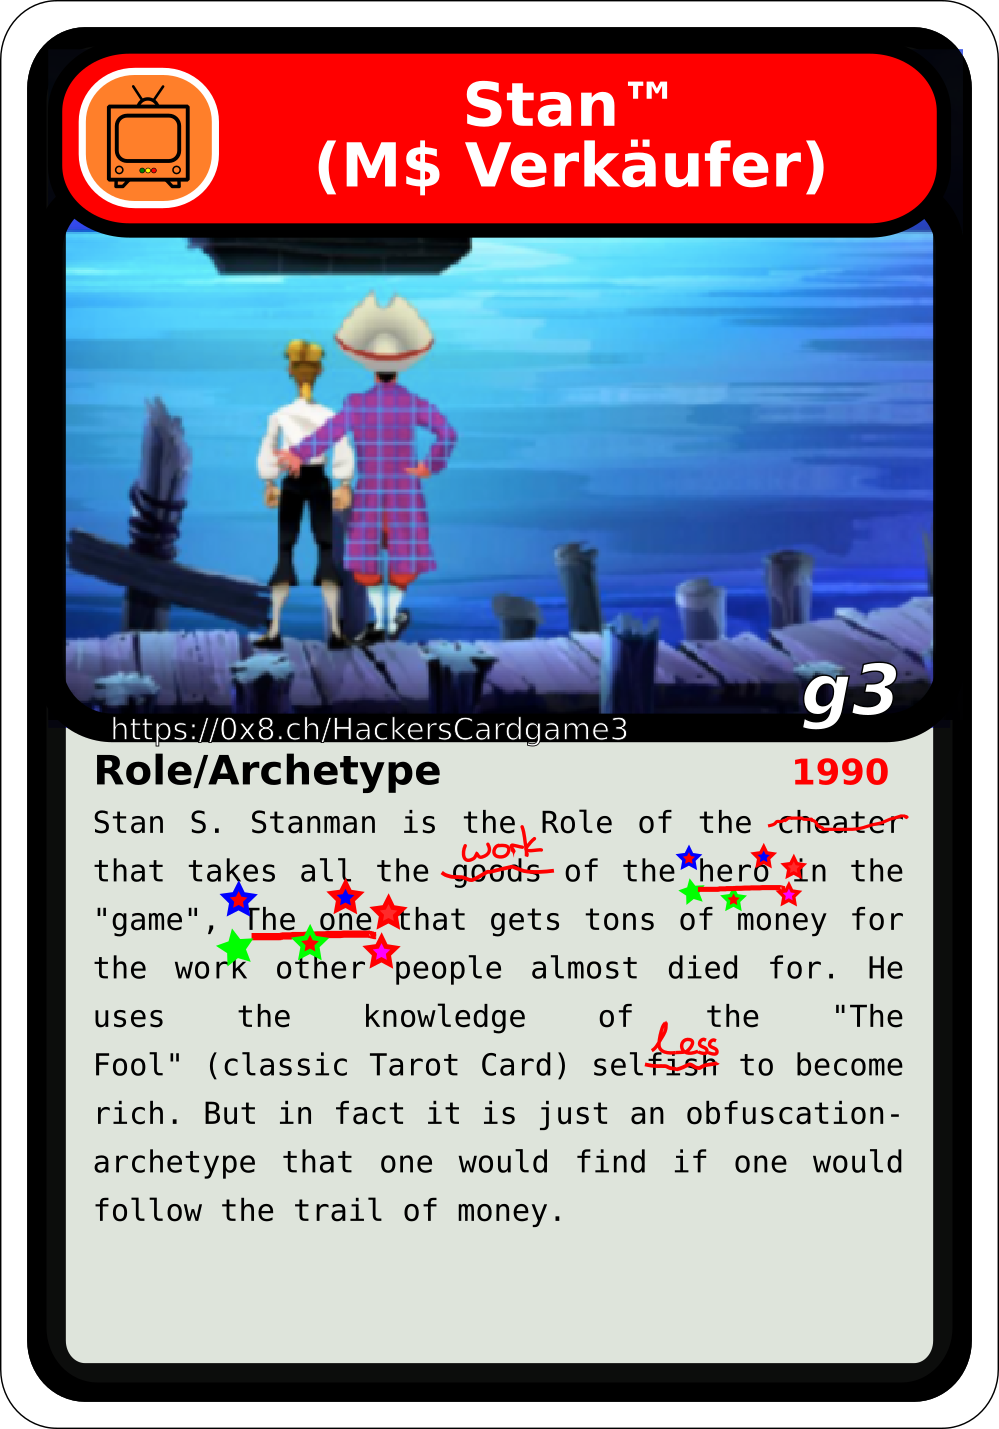 Stan™
(M$ Verkäufer)
g3
https://0x8.ch/HackersCardgame3
Role/Archetype 1990
Stan S. Stanman is the Role of the cheater
work
that takes all the goods of the hero in the
"game", The one that gets tons of money for
the work other people almost died for. He
uses the knowledge of the "The
less
Fool" (classic Tarot Card) selfish to become
rich. But in fact it is just an obfuscation-
archetype that one would find if one would
follow the trail of money.